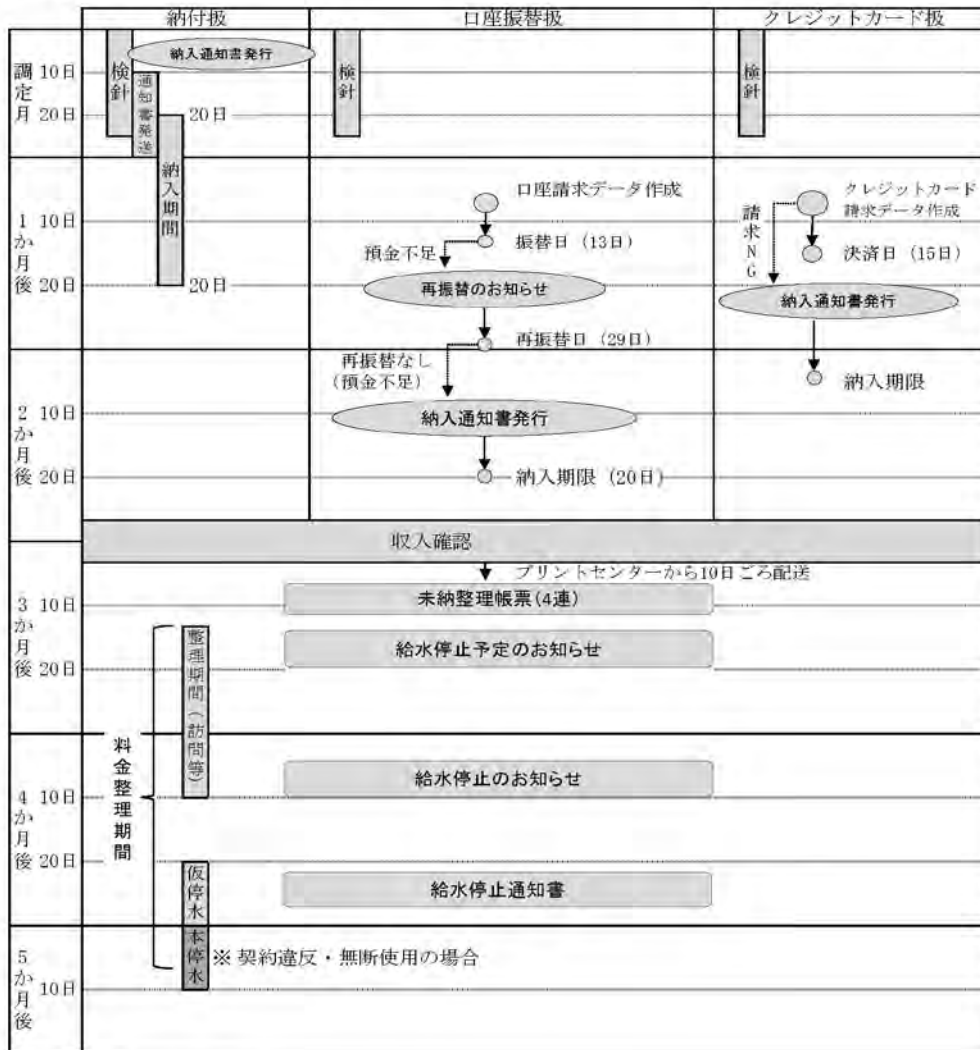 納付扱
口座振替扱
クレジットカード扱
調定月
10日
20日
検針
納入通知書発行
通知書発送
20日
納入期間
20日
検針
検針
1か月後
10日
20日
口座請求データ作成
振替日（13日）
預金不足
再振替のお知らせ
再振替日（29日）
クレジットカード
請求データ作成
請求NG
決済日（15日）
納入通知書発行
納入期限
2か月後
10日
20日
再振替なし
（預金不足）
納入通知書発行
納入期限（20日）
収入確認
プリントセンターから10日ごろ配送
3か月後
10日
20日
未納整理帳票（4連）
給水停止予定のお知らせ
整理期間（訪問等）
料金整理期間
4か月後
10日
20日
給水停止のお知らせ
仮停水
給水停止通知書
5か月後
10日
本停水
※ 契約違反・無断使用の場合